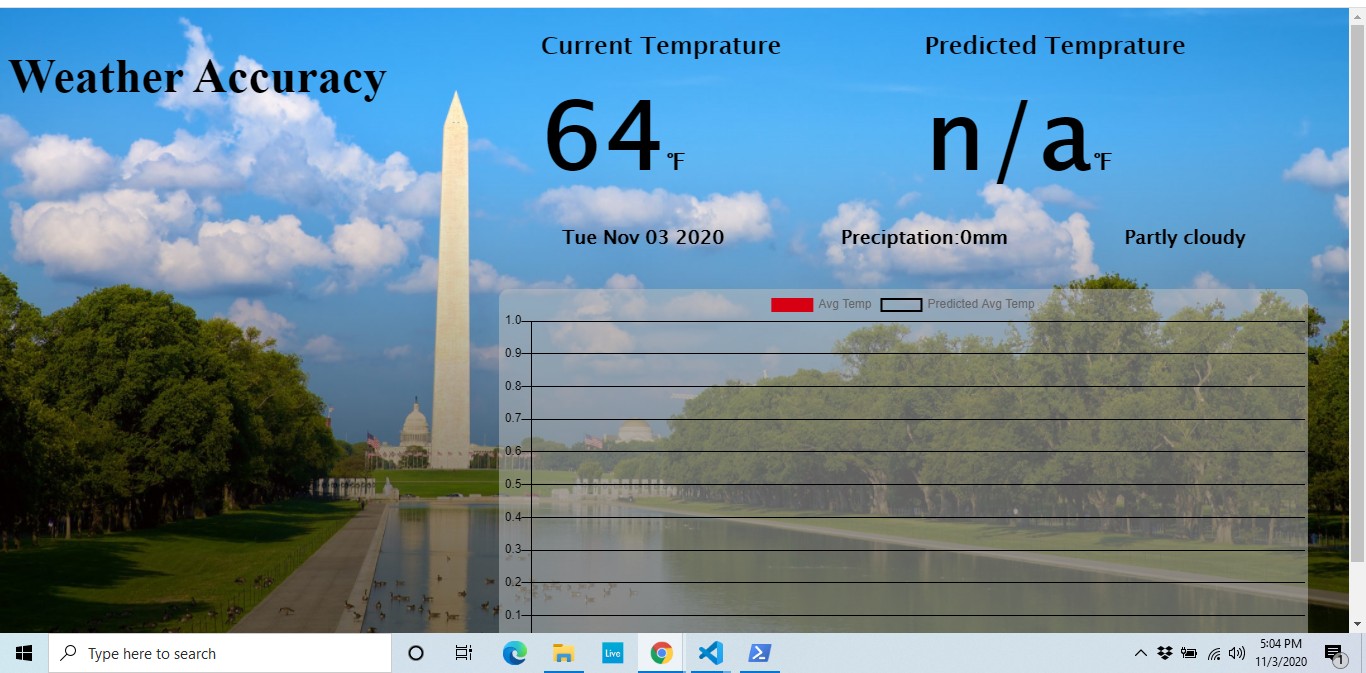 Weather Accuracy
Current Temprature
64°F
Predicted Temprature
n/a°F
Tue Nov 03 2020
Preciptation:0mm
Partly cloudy
Avg Temp
Predicted Avg Temp
1.0
0.9
0.8
0.7
0.6
0.5
0.4
0.3
0.2
0.1
Type here to search
Live
5:04 PM
11/3/2020
1